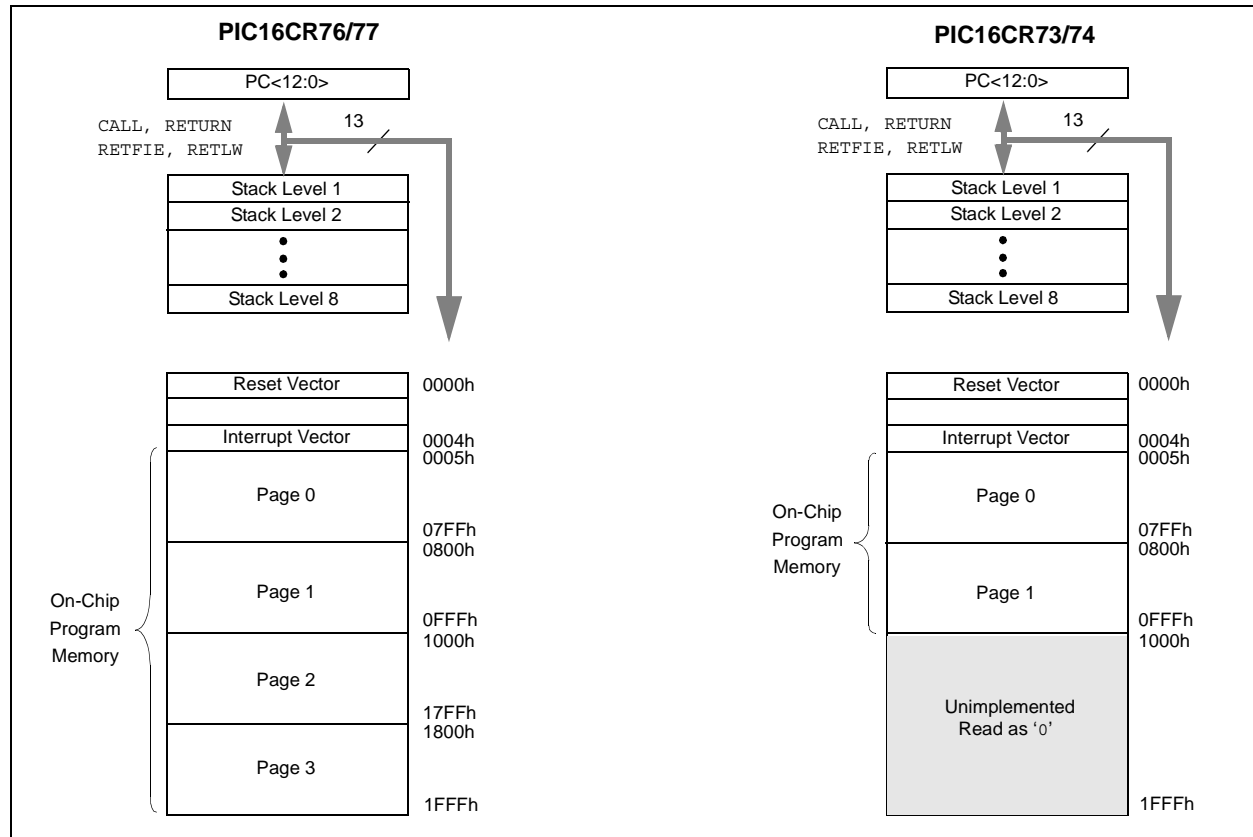 PIC16CR76/77
PC<12:0>
CALL, RETURN
RETFIE, RETLW
13
Stack Level 1
Stack Level 2
Stack Level 8
Reset Vector
0000h
Interrupt Vector
0004h
0005h
Page 0
07FFh
0800h
Page 1
0FFFh
1000h
Page 2
17FFh
1800h
Page 3
1FFFh
On-Chip
Program
Memory
PIC16CR73/74
PC<12:0>
CALL, RETURN
RETFIE, RETLW
13
Stack Level 1
Stack Level 2
Stack Level 8
Reset Vector
0000h
Interrupt Vector
0004h
0005h
Page 0
07FFh
0800h
Page 1
0FFFh
1000h
On-Chip
Program
Memory
Unimplemented
Read as ‘0’
1FFFh